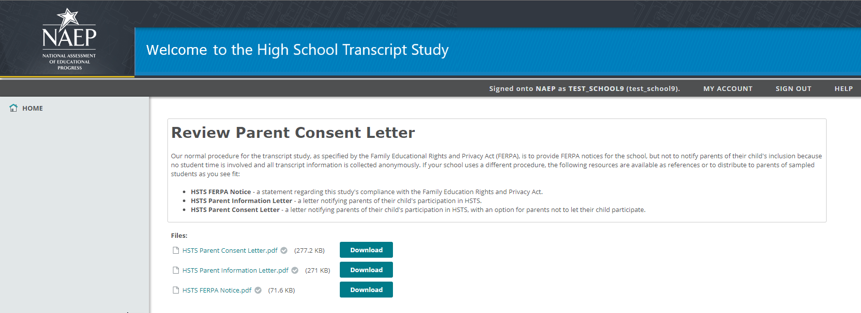 NAEP
NATIONAL ASSESSMENT
OF EDUCATIONAL
PROGRESS
Welcome to the High School Transcript Study
Signed onto NAEP as TEST_SCHOOL9 (test_school9).
MY ACCOUNT
SIGN OUT
HELP
HOME
Review Parent Consent Letter
Our normal procedure for the transcript study, as specified by the Family Educational Rights and Privacy Act (FERPA), is to provide FERPA notices for the school, but not to notify parents of their child's inclusion because
no student time is involved and all transcript information is collected anonymously. If your school uses a different procedure, the following resources are available as references or to distribute to parents of sampled
students as you see fit:
• HSTS FERPA Notice - a statement regarding this study's compliance with the Family Education Rights and Privacy Act.
• HSTS Parent Information Letter - a letter notifying parents of their child's participation in HSTS.
• HSTS Parent Consent Letter - a letter notifying parents of their child's participation in HSTS, with an option for parents not to let their child participate.
Files:
HSTS Parent Consent Letter.pdf (277.2 KB) Download
HSTS Parent Information Letter.pdf (271 KB) Download
HSTS FERPA Notice.pdf (71.6 KB) Download